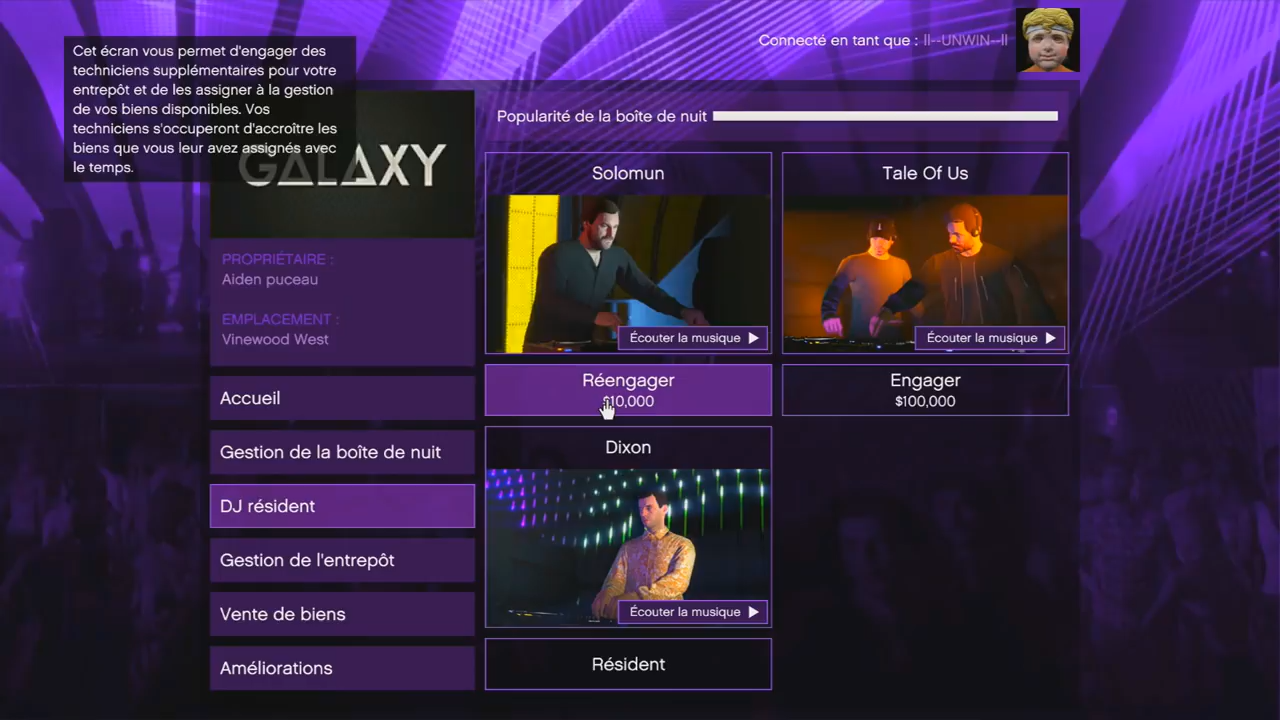 Cet écran vous permet d'engager des
techniciens supplémentaires pour votre
entrepôt et de les assigner à la gestion
de vos biens disponibles. Vos
techniciens s'occuperont d'accroître les
biens que vous leur avez assignés avec
le temps.
Connecté en tant que : ll--UNWIN--ll
GALAXY
PROPRIÉTAIRE :
Aiden puceau
EMPLACEMENT :
Vinewood West
Accueil
Gestion de la boîte de nuit
DJ résident
Gestion de l'entrepôt
Vente de biens
Améliorations
Popularité de la boîte de nuit
Solomun
Écouter la musique
Réengager
$10,000
Tale Of Us
Écouter la musique
Engager
$100,000
Dixon
Écouter la musique
Résident